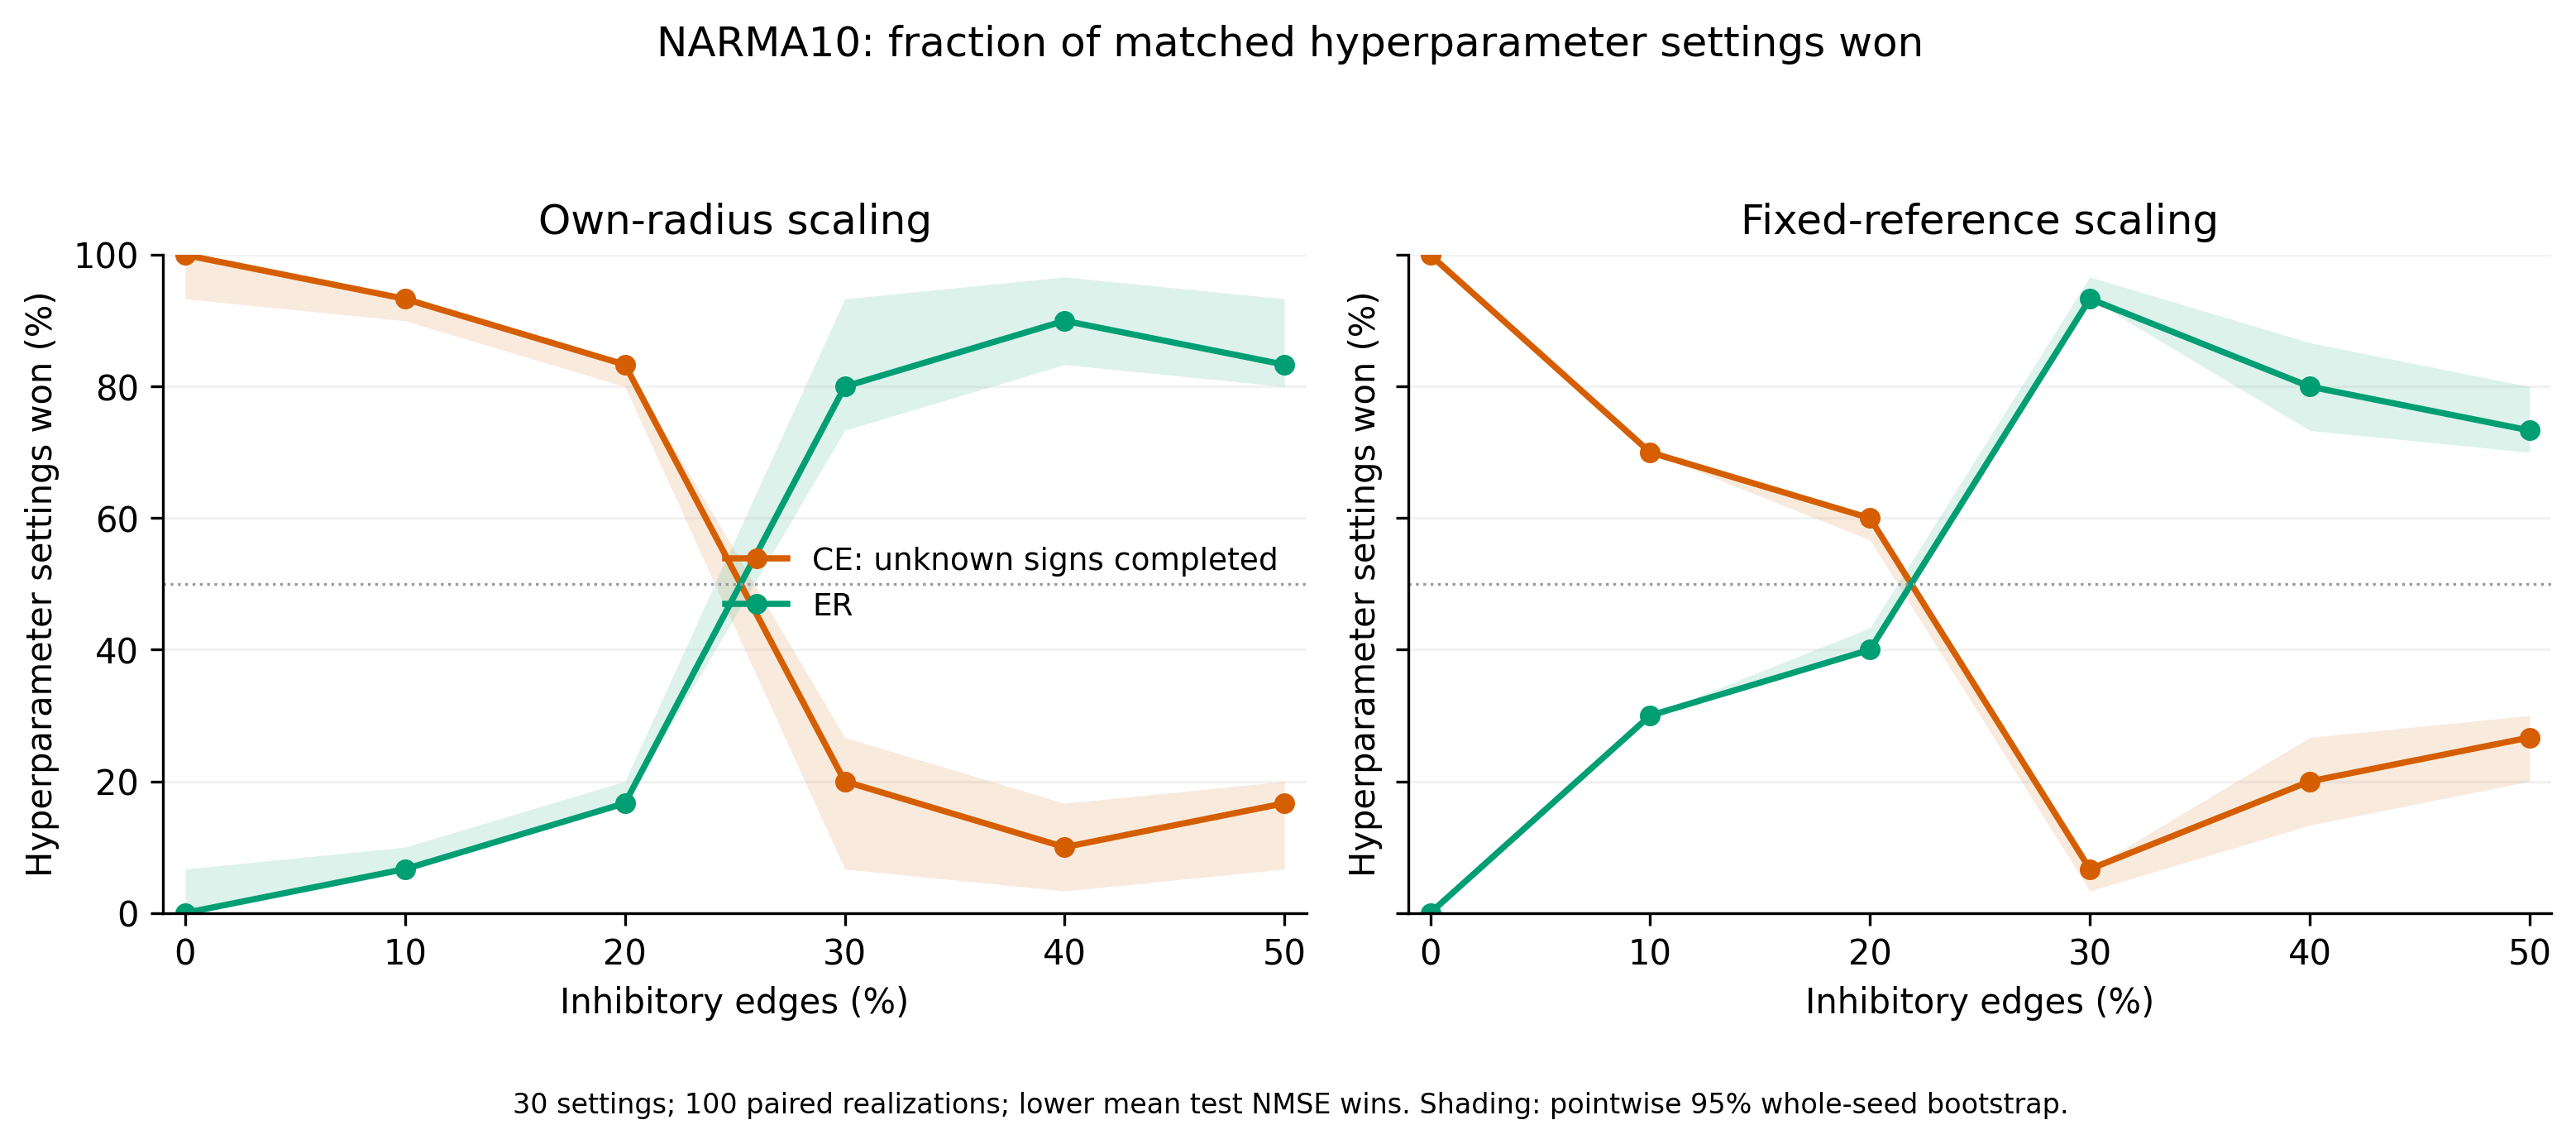 NARMA10: fraction of matched hyperparameter settings won
Own-radius scaling
Hyperparameter settings won (%)
100
80
60
40
20
0
CE: unknown signs completed
ER
0 10 20 30 40 50
Inhibitory edges (%)
Fixed-reference scaling
Hyperparameter settings won (%)
0 10 20 30 40 50
Inhibitory edges (%)
30 settings; 100 paired realizations; lower mean test NMSE wins. Shading: pointwise 95% whole-seed bootstrap.